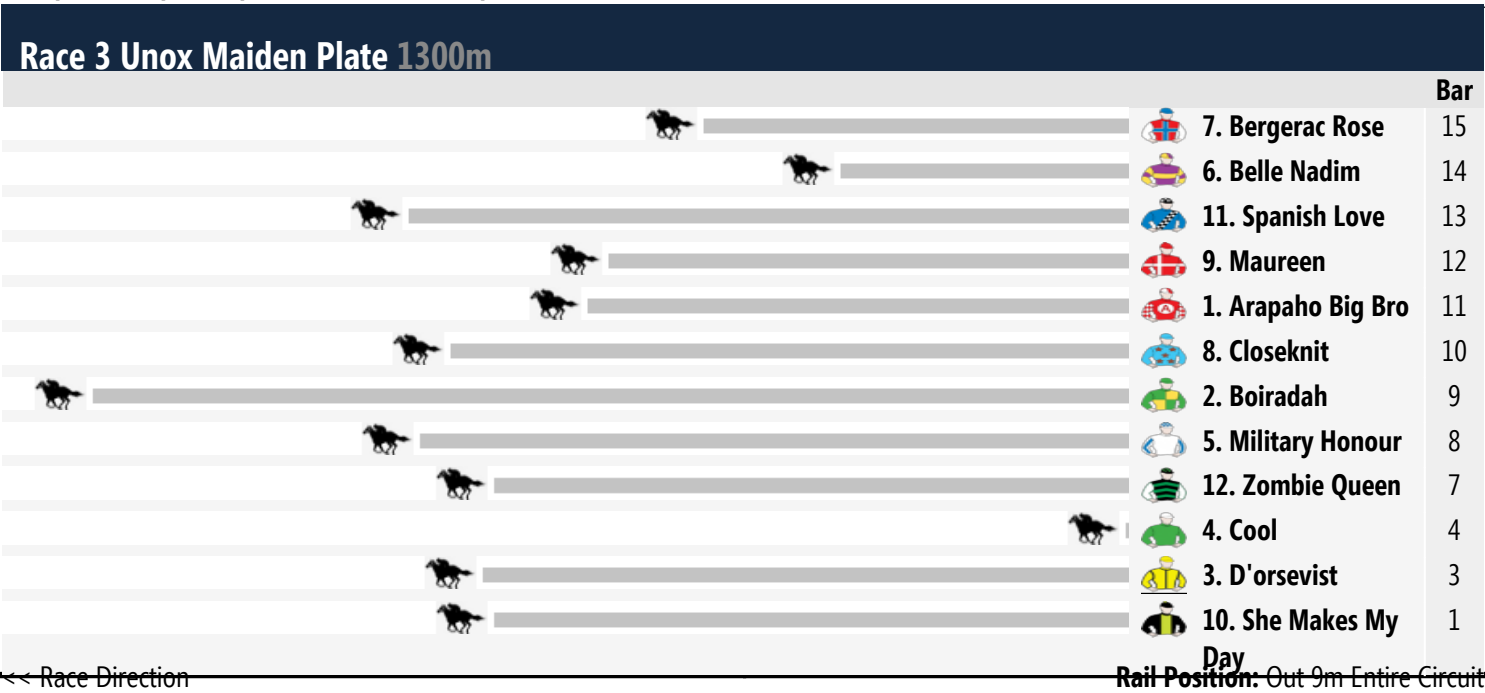 Race 3 Unox Maiden Plate 1300m
Bar
7. Bergerac Rose 15
6. Belle Nadim 14
11. Spanish Love 13
9. Maureen 12
1. Arapaho Big Bro 11
8. Closeknit 10
2. Boiradah 9
5. Military Honour 8
12. Zombie Queen 7
4. Cool 4
3. D'orsevist 3
10. She Makes My 1
Day
<< Race Direction Rail Position: Out 9m Entire Circuit